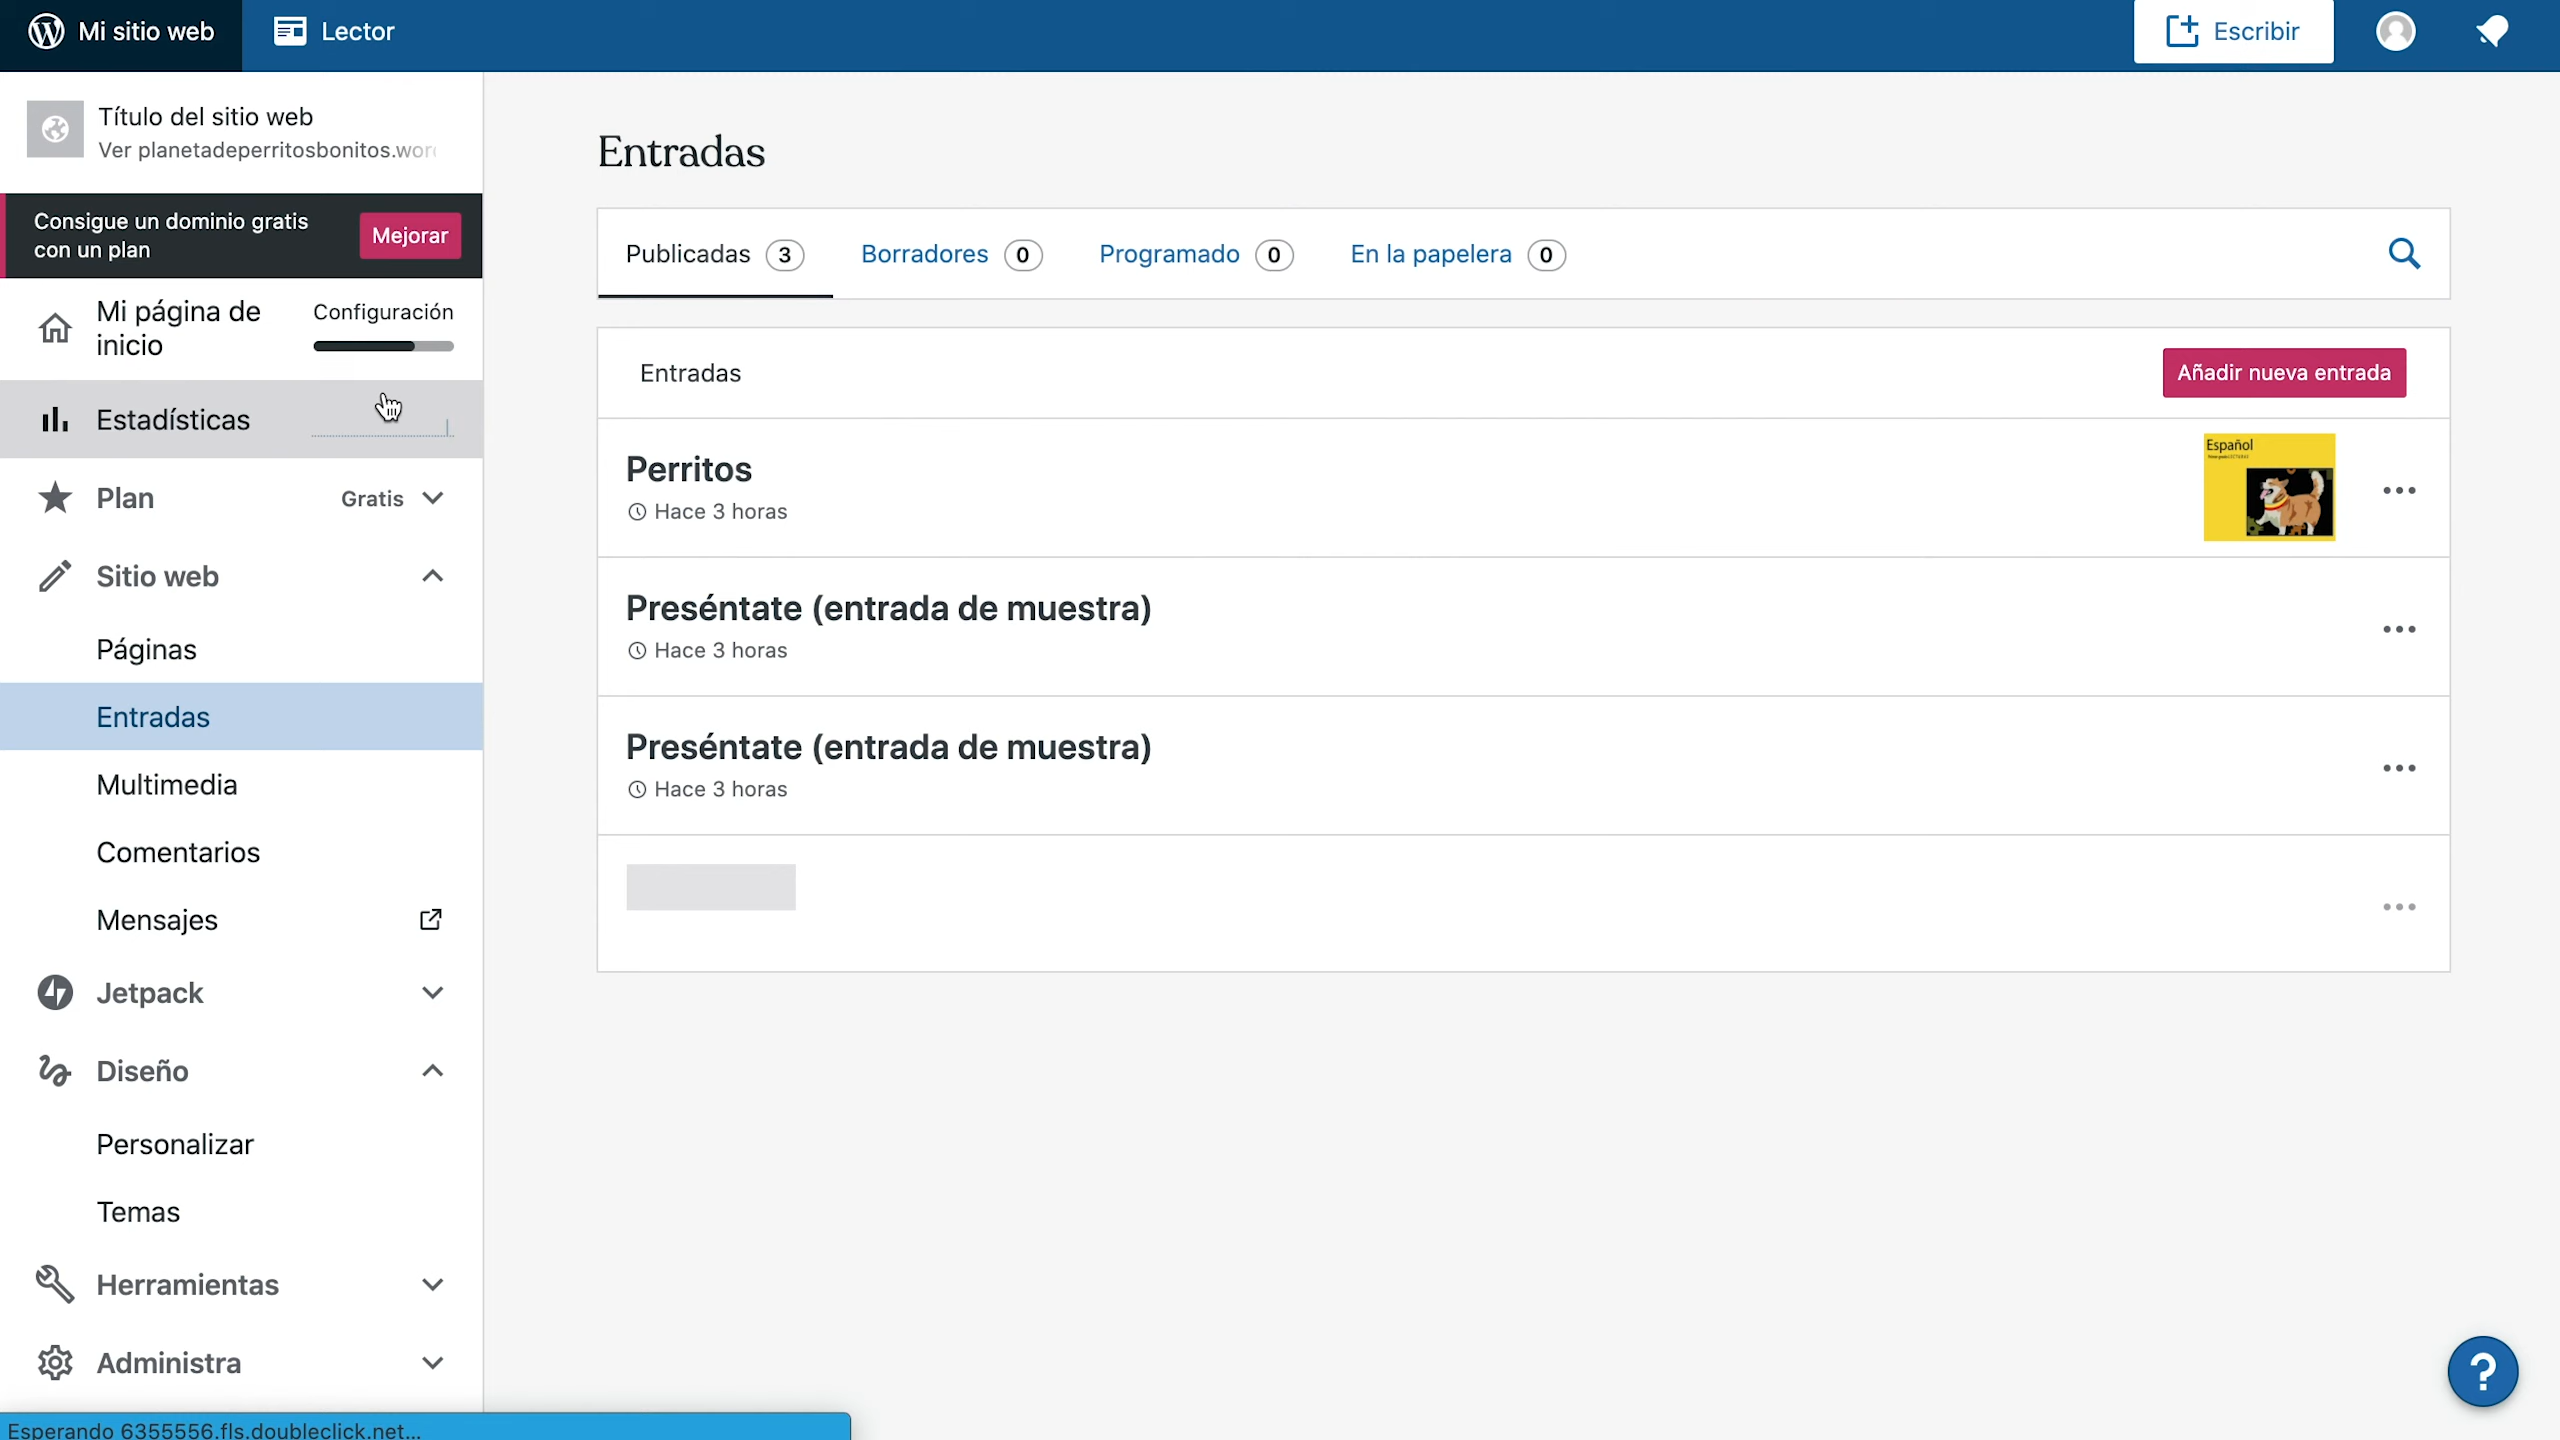 Mi sitio web
Lector
Escribir
Título del sitio web
Ver planetadeperritosbonitos.wor
Consigue un dominio gratis
con un plan
Mejorar
Mi página de
inicio
Configuración
Estadísticas
Plan
Gratis
Sitio web
Páginas
Entradas
Multimedia
Comentarios
Mensajes
Jetpack
Diseño
Personalizar
Temas
Herramientas
Administra
Esperando 6355556.fls.doubleclick.net...
Entradas
Publicadas 3
Borradores 0
Programado 0
En la papelera 0
Entradas
Añadir nueva entrada
Perritos
Hace 3 horas
Español
Preséntate (entrada de muestra)
Hace 3 horas
Preséntate (entrada de muestra)
Hace 3 horas
?